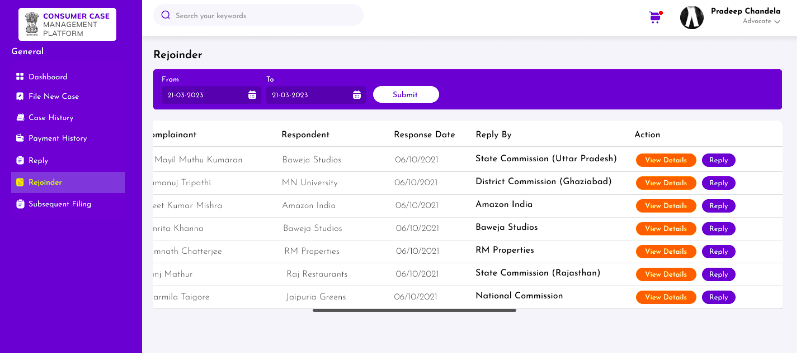 CONSUMER CASE
MANAGEMENT
PLATFORM
Search your keywords
Pradeep Chandela
Advocate
General
Dashboard
File New Case
Case History
Payment History
Reply
Rejoinder
Subsequent Filing
Rejoinder
From To
21-03-2023 21-03-2023 Submit
omplainant Respondent Response Date Reply By Action
Mayil Muthu Kumaran Baweja Studios 06/10/2021 State Commission (Uttar Pradesh) View Details Reply
manuj Tripathi MN University 06/10/2021 District Commission (Ghaziabad) View Details Reply
eet Kumar Mishra Amazon India 06/10/2021 Amazon India View Details Reply
nrita Khanna Baweja Studios 06/10/2021 Baweja Studios View Details Reply
mnath Chatterjee RM Properties 06/10/2021 RM Properties View Details Reply
nj Mathur Raj Restaurants 06/10/2021 State Commission (Rajasthan) View Details Reply
armila Taigore Jaipuria Greens 06/10/2021 National Commission View Details Reply